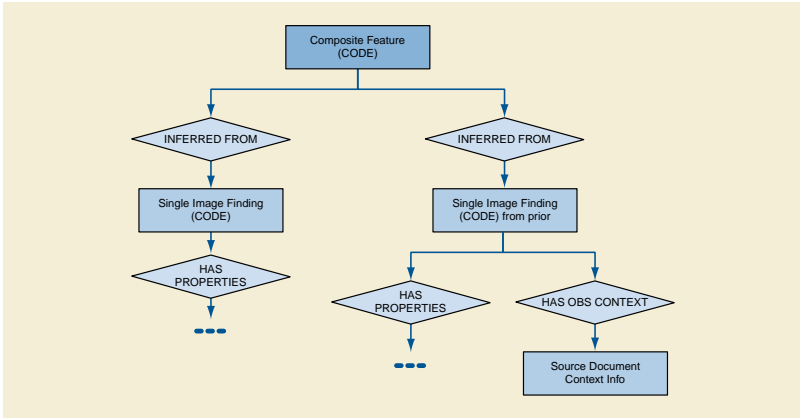 Composite Feature
(CODE)
INFERRED FROM
INFERRED FROM
Single Image Finding
(CODE)
Single Image Finding
(CODE) from prior
HAS
PROPERTIES
HAS
PROPERTIES
HAS OBS CONTEXT
Source Document
Context Info